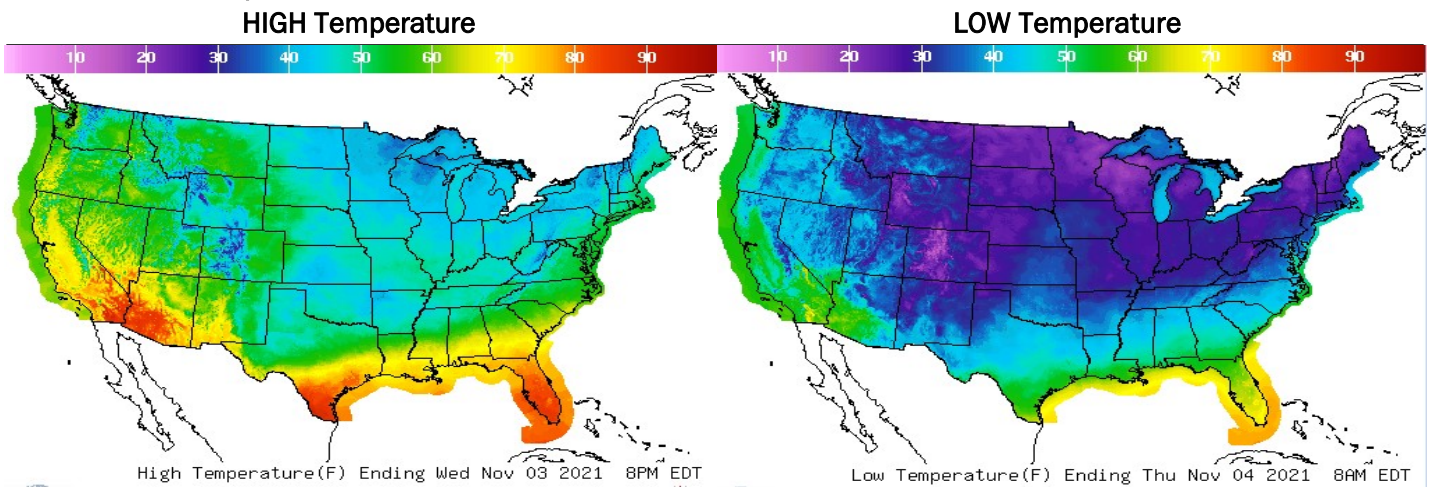 HIGH Temperature
LOW Temperature
10 20 30 40 50 60 70 80 90
10 20 30 40 50 60 70 80 90
High Temperature(F) Ending Wed Nov 03 2021 8PM EDT
Low Temperature(F) Ending Thu Nov 04 2021 8AM EDT